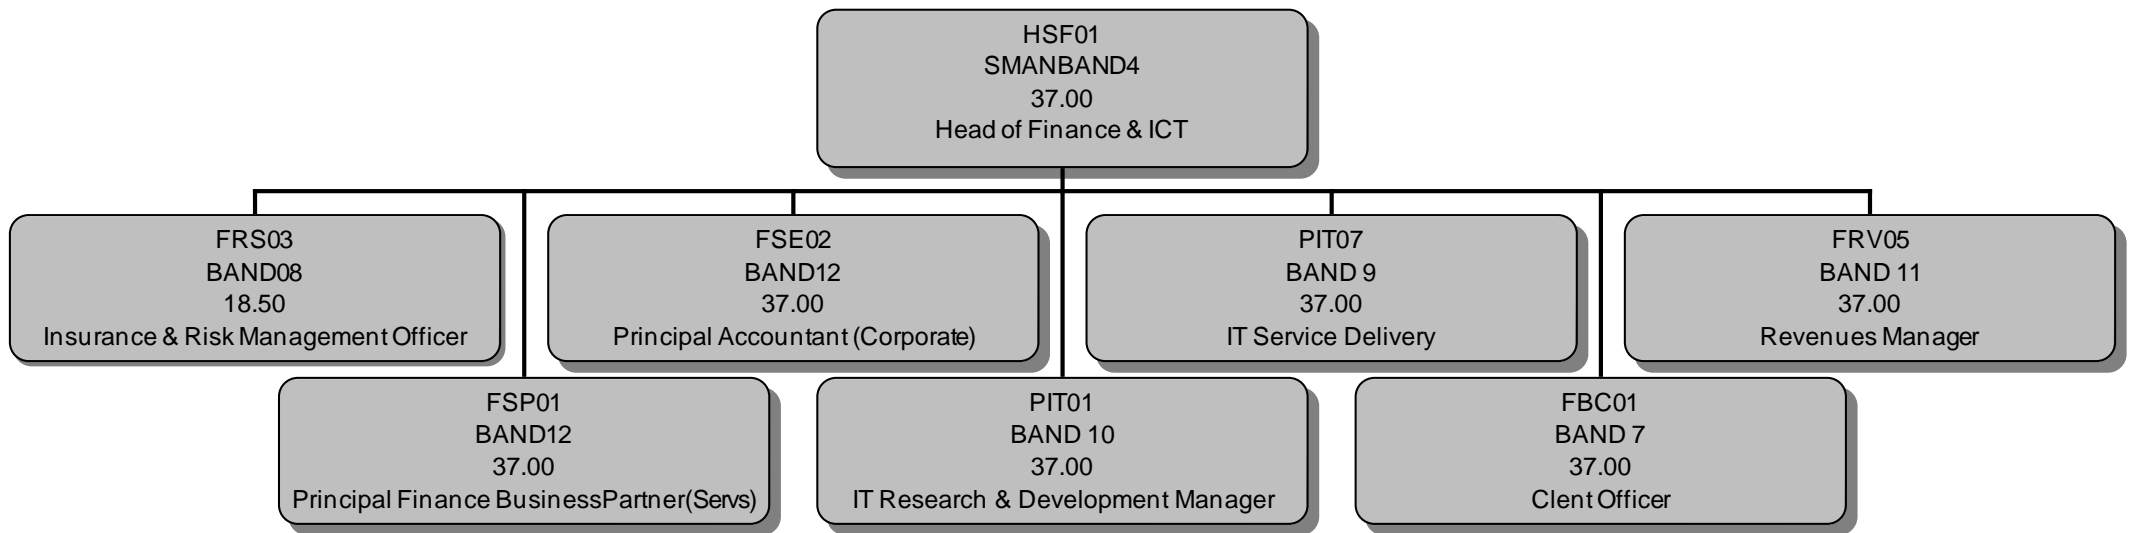 HSF01
SMANBAND4
37.00
Head of Finance & ICT
FRS03
BAND08
18.50
Insurance & Risk Management Officer
FSE02
BAND12
37.00
Principal Accountant (Corporate)
PIT07
BAND 9
37.00
IT Service Delivery
FRV05
BAND 11
37.00
Revenues Manager
FSP01
BAND12
37.00
Principal Finance BusinessPartner(Servs)
PIT01
BAND 10
37.00
IT Research & Development Manager
FBC01
BAND 7
37.00
Clent Officer